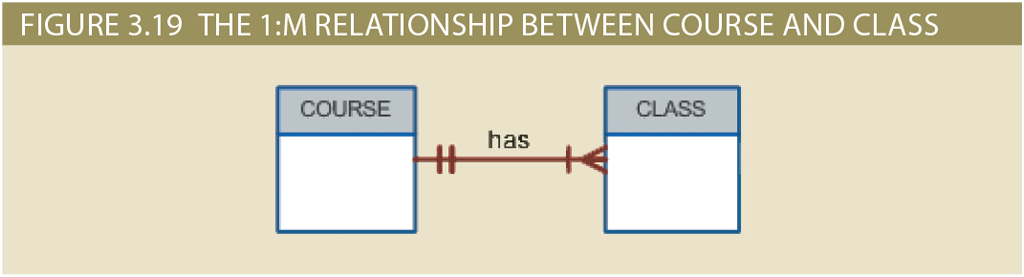 FIGURE 3.19 THE 1:M RELATIONSHIP BETWEEN COURSE AND CLASS
COURSE
has
CLASS